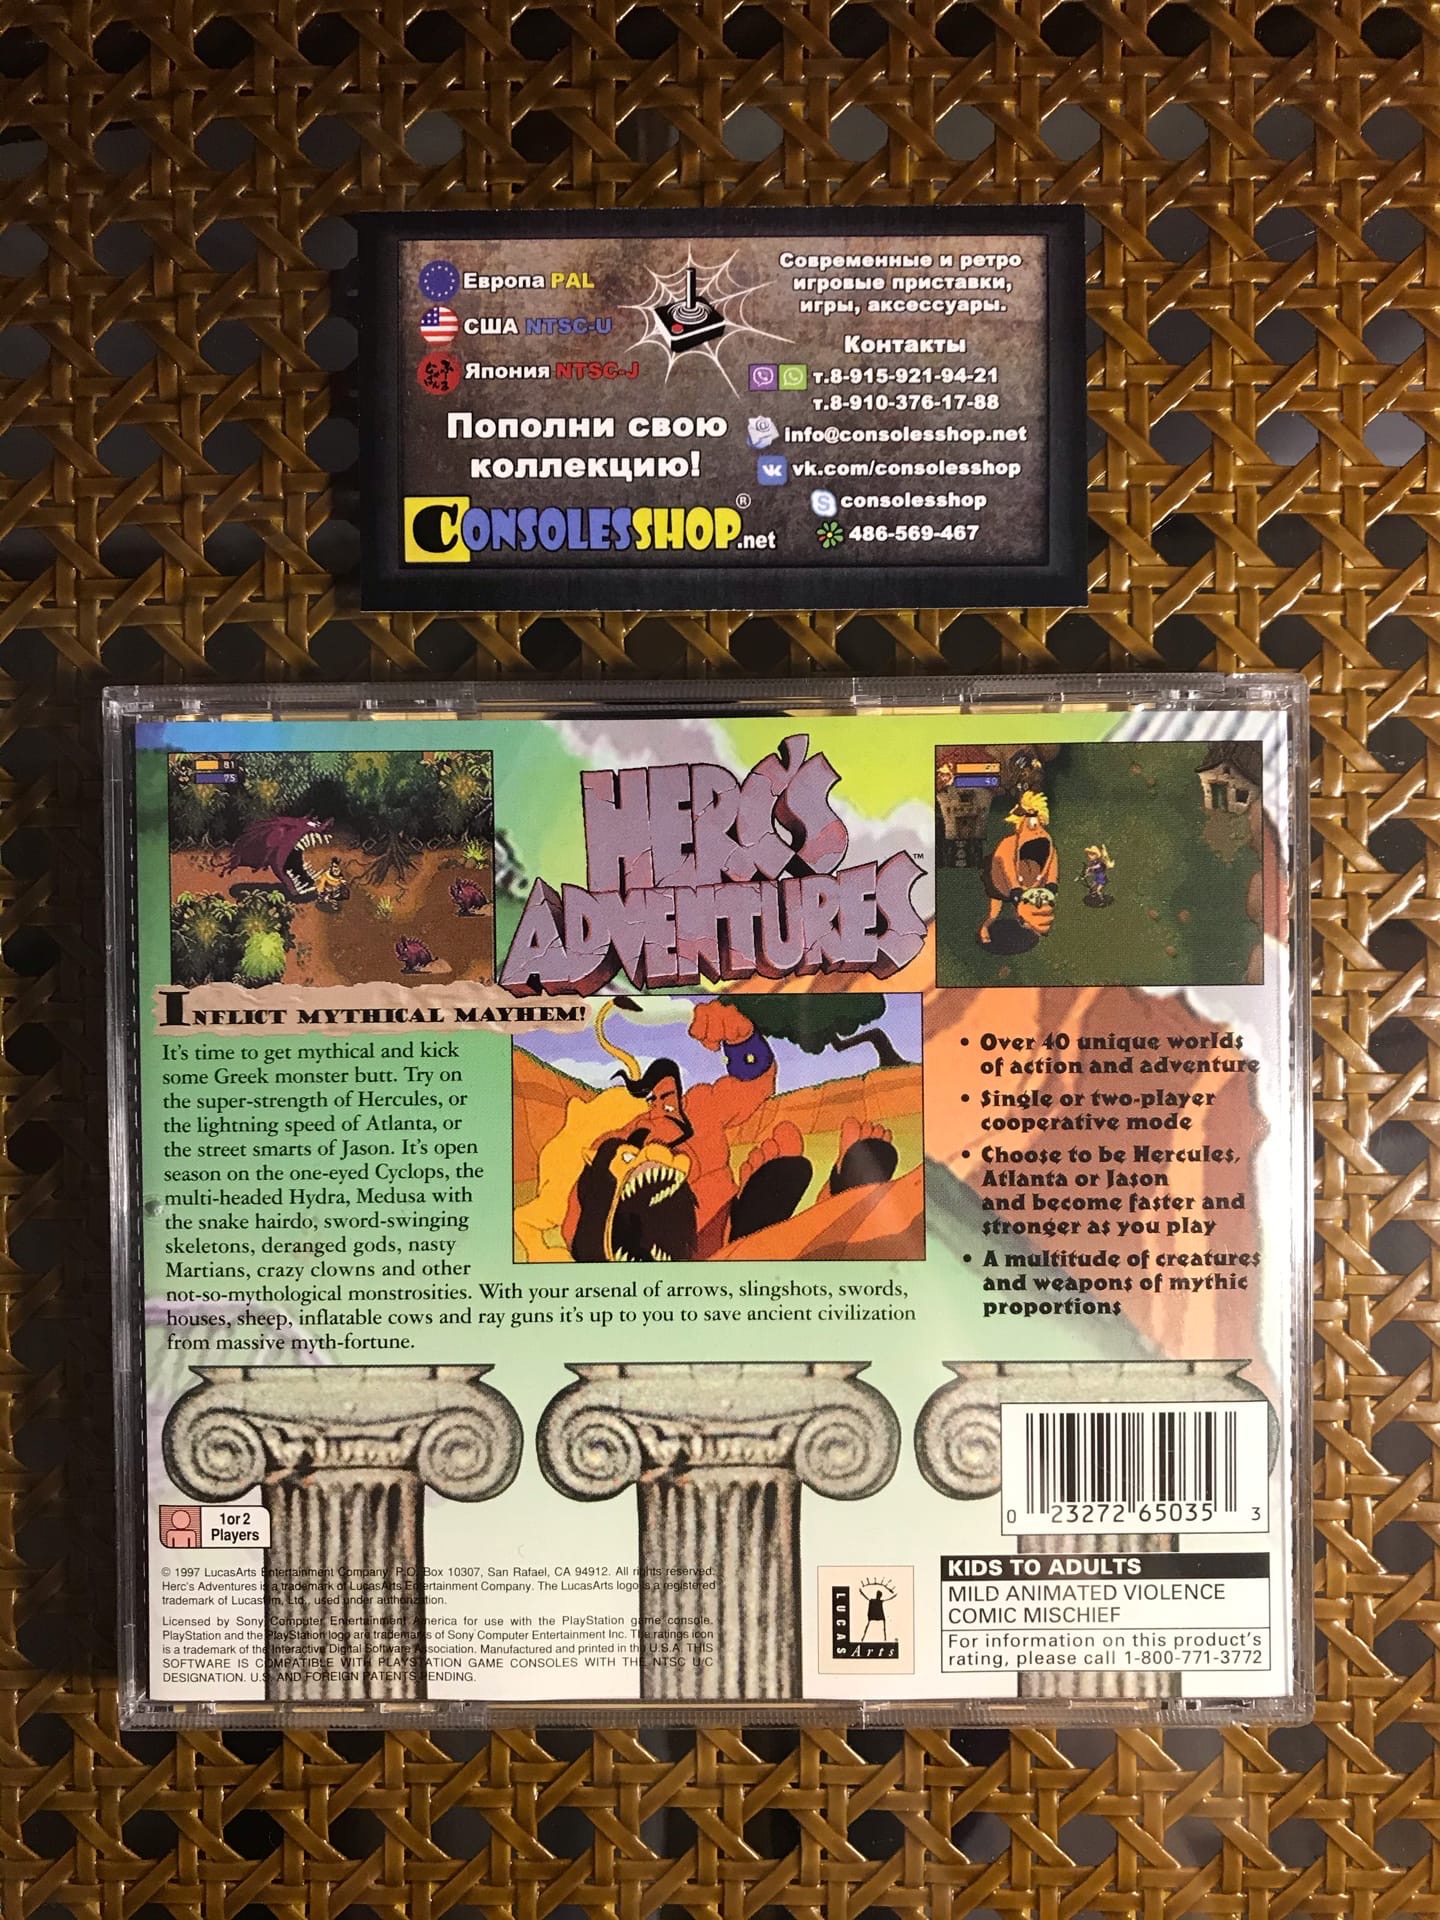 Европа PAL
США NTSC-U
Япония NTSC-J
Пополни свою
коллекцию!
CONSOLESSHOP.net
®
Современные и ретро
игровые приставки,
игры, аксессуары.
Контакты
т.8-915-921-94-21
т.8-910-376-17-88
info@consolesshop.net
vk.com/consolesshop
consolesshop
486-569-467
81
75
HERC'S
ADVENTURES™
40
INFLICT MYTHICAL MAYHEM!
It's time to get mythical and kick
some Greek monster butt. Try on
the super-strength of Hercules, or
the lightning speed of Atlanta, or
the street smarts of Jason. It's open
season on the one-eyed Cyclops, the
multi-headed Hydra, Medusa with
the snake hairdo, sword-swinging
skeletons, deranged gods, nasty
Martians, crazy clowns and other
not-so-mythological monstrosities. With your arsenal of arrows, slingshots, swords,
houses, sheep, inflatable cows and ray guns it's up to you to save ancient civilization
from massive myth-fortune.
• Over 40 unique worlds
of action and adventure
• Single or two-player
cooperative mode
• Choose to be Hercules,
Atlanta or Jason
and become faster and
stronger as you play
• A multitude of creatures
and weapons of mythic
proportions
1 or 2
Players
© 1997 LucasArts Entertainment Company, P.O. Box 10307, San Rafael, CA 94912. All rights reserved.
Herc's Adventures is a trademark of LucasArts Entertainment Company. The LucasArts logo is a registered
trademark of Lucasfilm, Ltd., used under authorization.
Licensed by Sony Computer Entertainment America for use with the PlayStation game console.
PlayStation and the PlayStation logo are trademarks of Sony Computer Entertainment Inc. The ratings icon
is a trademark of the Interactive Digital Software Association. Manufactured and printed in the U.S.A. THIS
SOFTWARE IS COMPATIBLE WITH PLAYSTATION GAME CONSOLES WITH THE NTSC U/C
DESIGNATION. U.S. AND FOREIGN PATENTS PENDING.
LUCAS
Arts
0 23272 65035 3
KIDS TO ADULTS
MILD ANIMATED VIOLENCE
COMIC MISCHIEF
For information on this product's
rating, please call 1-800-771-3772